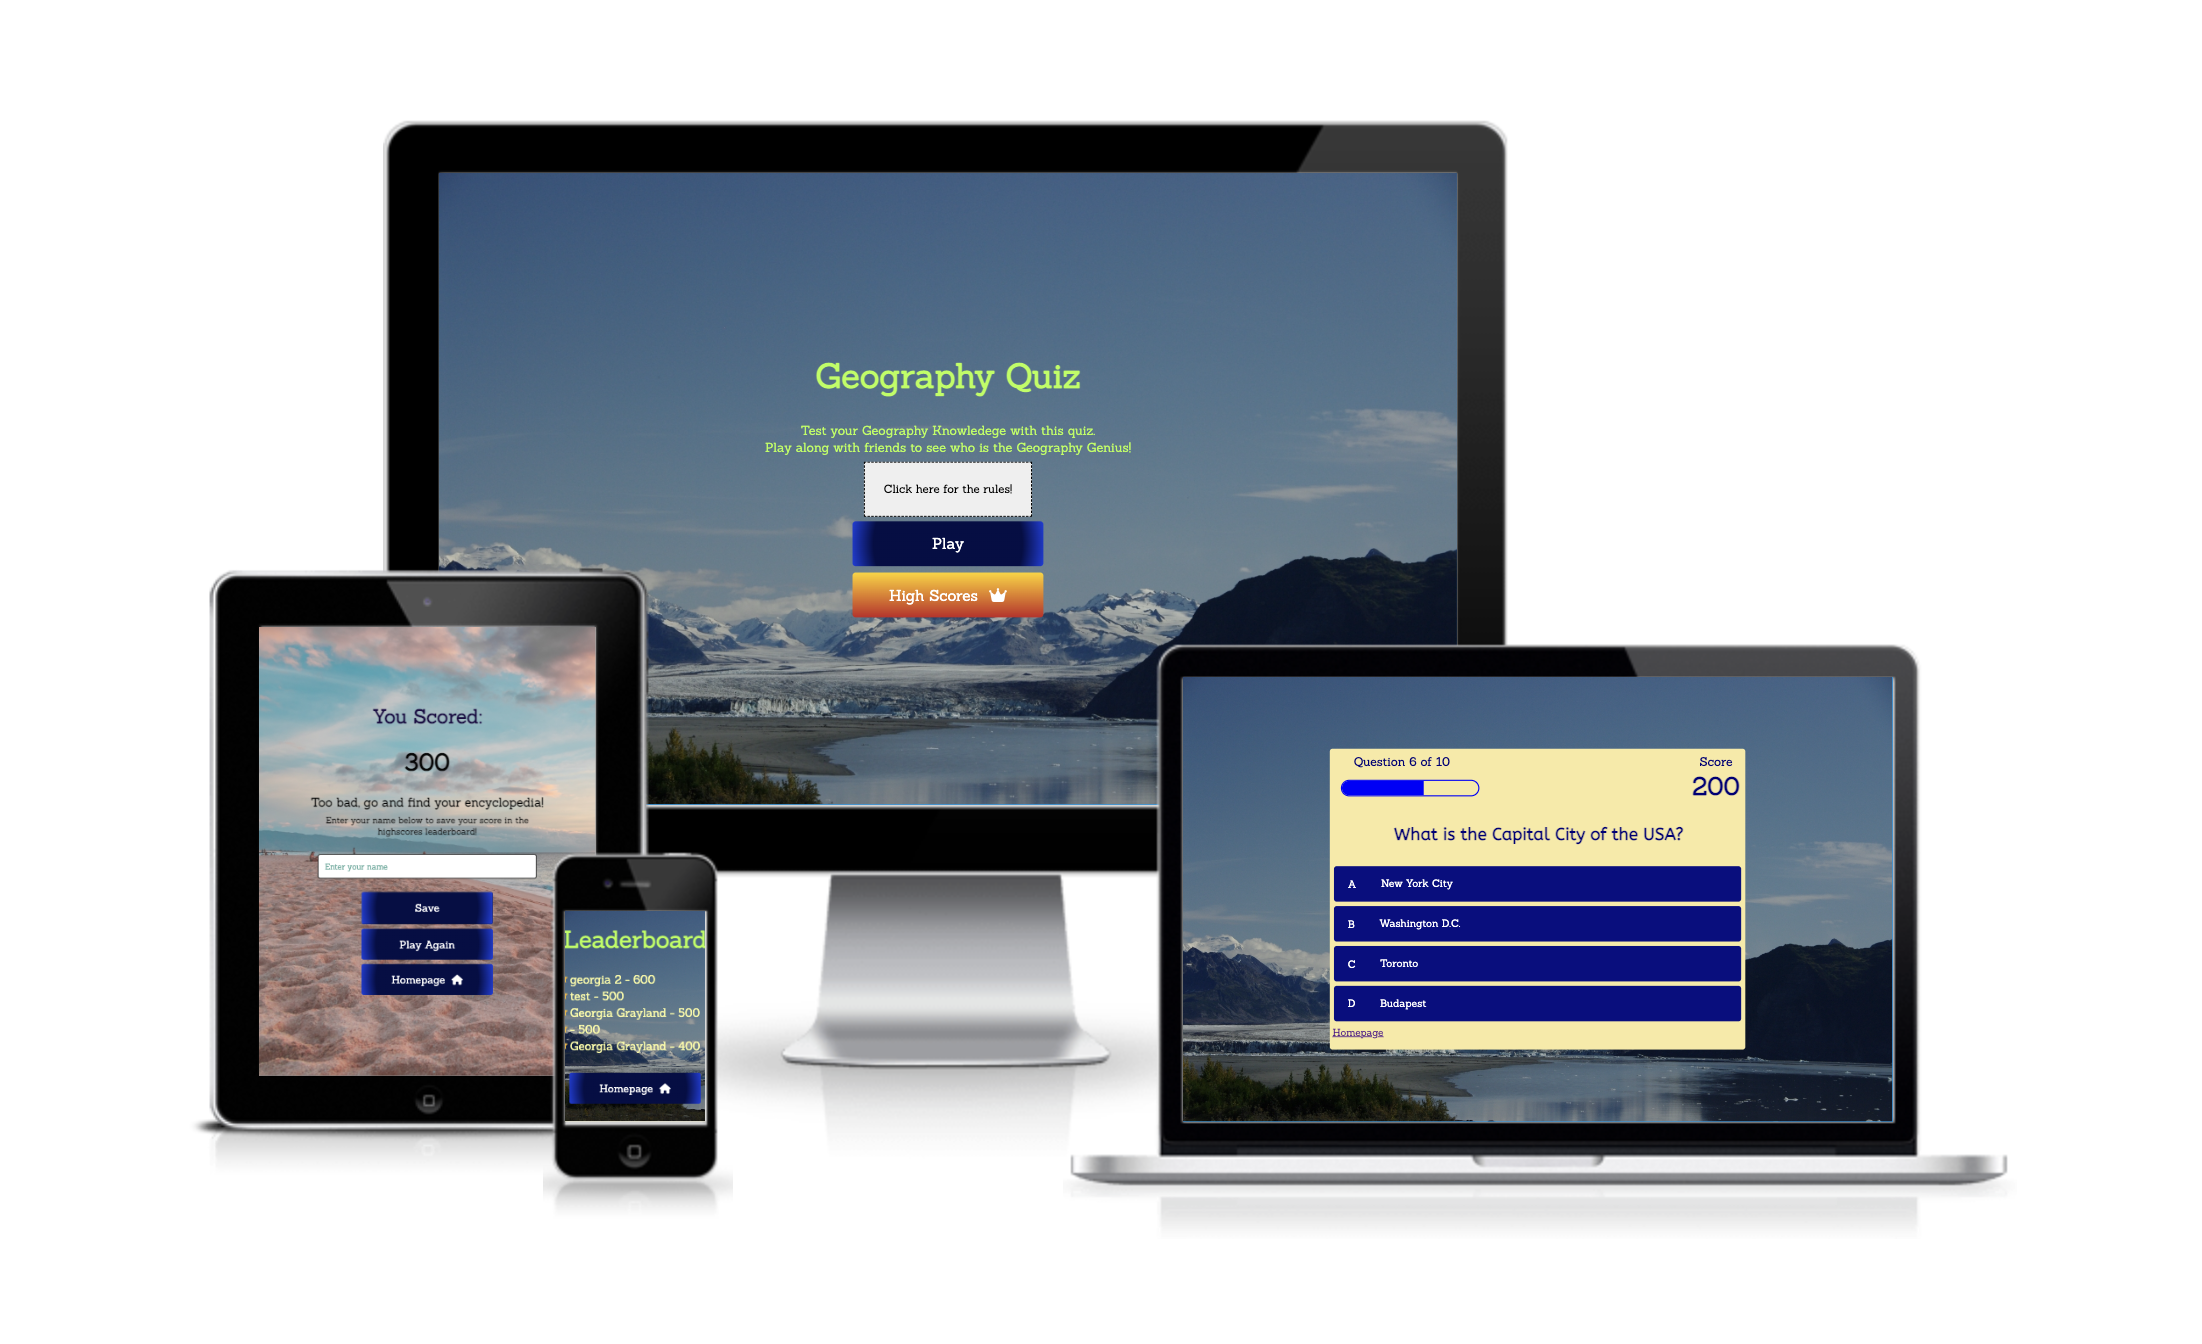 Geography Quiz
Test your Geography Knowledege with this quiz.
Play along with friends to see who is the Geography Genius!
Click here for the rules!
Play
High Scores
You Scored:
300
Too bad, go and find your encyclopedia!
Enter your name below to save your score in the
highscores leaderboard!
Enter your name
Save
Play Again
Homepage
Leaderboard
georgia 2 - 600
test - 500
Georgia Grayland - 500
- 500
Georgia Grayland - 400
Homepage
Question 6 of 10
Score
200
What is the Capital City of the USA?
A New York City
B Washington D.C.
C Toronto
D Budapest
Homepage